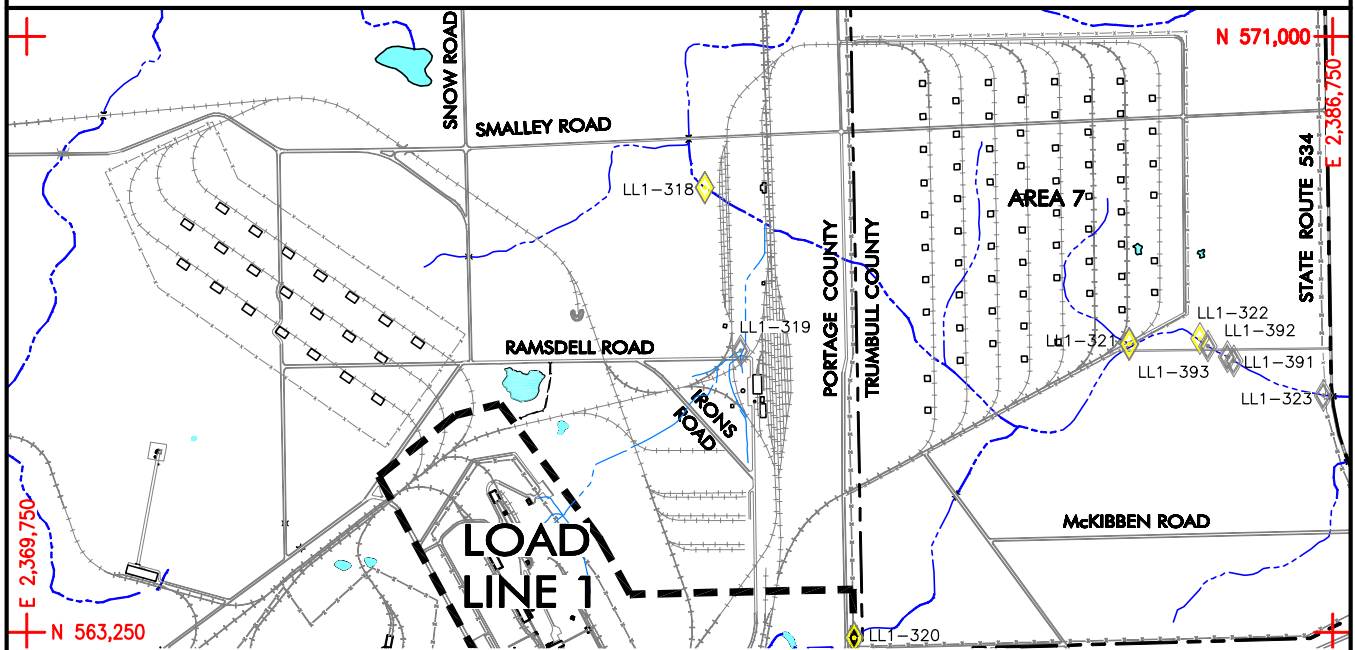 N 571,000
E 2,386,750
SNOW ROAD
SMALLEY ROAD
STATE ROUTE 534
LL1-318
AREA 7
PORTAGE COUNTY
TRUMBULL COUNTY
LL1-322
LL1-319
LL1-392
RAMSDELL ROAD
LL1-321
LL1-391
LL1-393
LL1-323
IRONS
ROAD
E 2,369,750
McKIBBEN ROAD
LOAD
LINE 1
N 563,250
LL1-320